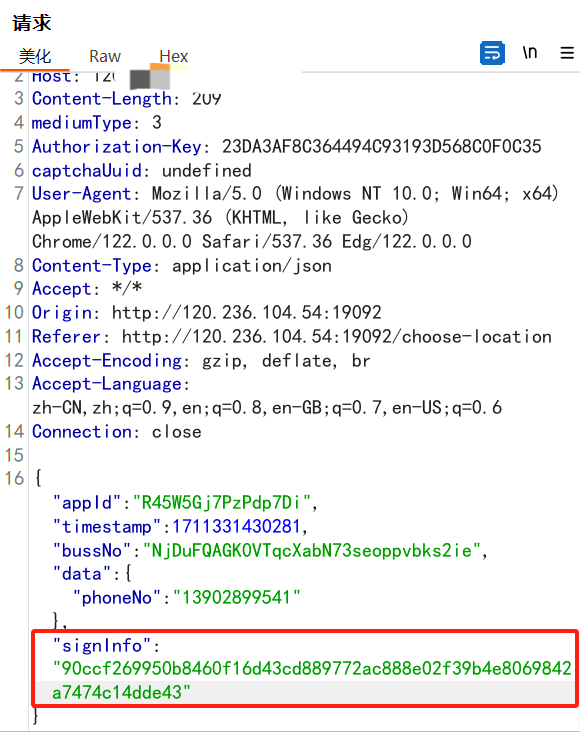 请求
美化 Raw Hex \n
2 Host: 120
3 Content-Length: 209
4 mediumType: 3
5 Authorization-Key: 23DA3AF8C364494C93193D568C0F0C35
6 captchaUuid: undefined
7 User-Agent: Mozilla/5.0 (Windows NT 10.0; Win64; x64)
AppleWebKit/537.36 (KHTML, like Gecko)
Chrome/122.0.0.0 Safari/537.36 Edg/122.0.0.0
8 Content-Type: application/json
9 Accept: */*
10 Origin: http://120.236.104.54:19092
11 Referer: http://120.236.104.54:19092/choose-location
12 Accept-Encoding: gzip, deflate, br
13 Accept-Language:
zh-CN,zh;q=0.9,en;q=0.8,en-GB;q=0.7,en-US;q=0.6
14 Connection: close
15
16 {
"appId":"R45W5Gj7PzPdp7Di",
"timestamp":1711331430281,
"bussNo":"NjDuFQAGK0VTqcXabN73seoppvbks2ie",
"data":{
"phoneNo":"13902899541"
},
"signInfo":
"90ccf269950b8460f16d43cd889772ac888e02f39b4e8069842
a7474c14dde43"
}